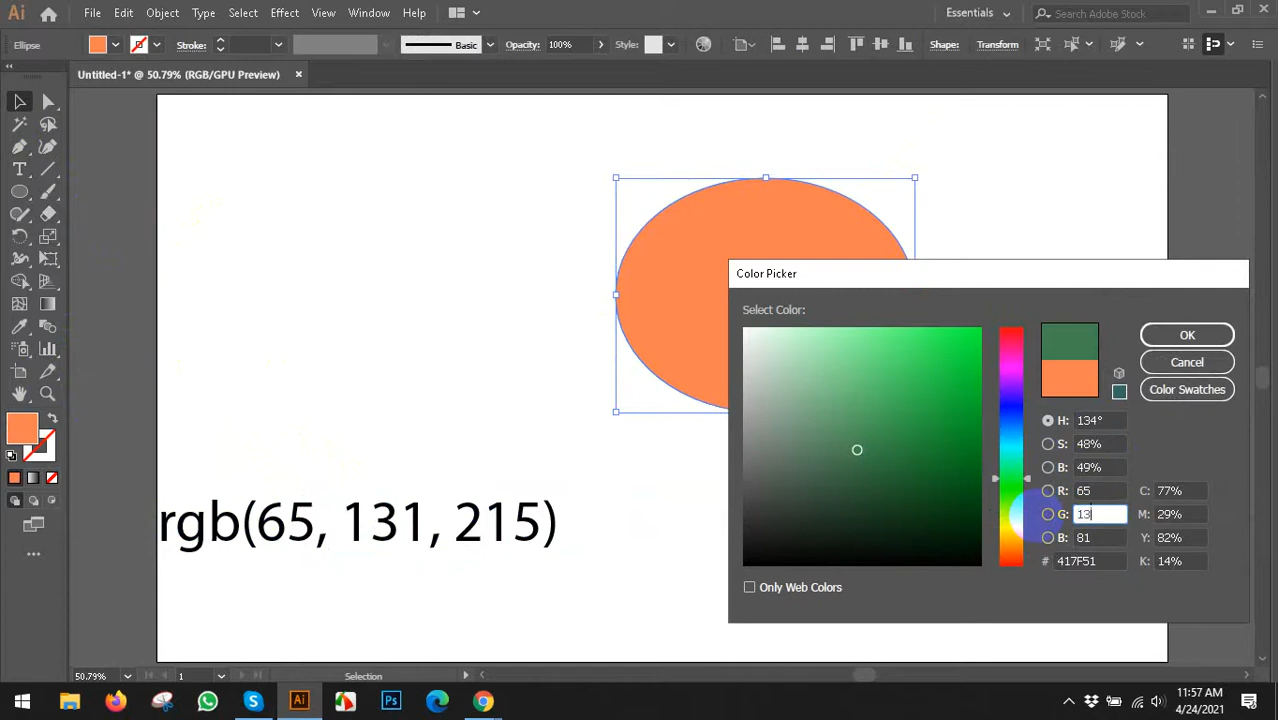 Ai File Edit Object Type Select Effect View Window Help Essentials Search Adobe Stock
Ellipse Stroke: Basic Opacity: 100% Style: Shape: Transform
Untitled-1* @ 50.79% (RGB/GPU Preview)
Color Picker
Select Color:
OK
Cancel
Color Swatches
H: 134°
S: 48%
B: 49%
R: 65 C: 77%
G: 13 M: 29%
B: 81 Y: 82%
# 417F51 K: 14%
Only Web Colors
rgb(65, 131, 215)
50.79% 1 Selection
Ai Ps
11:57 AM
4/24/2021